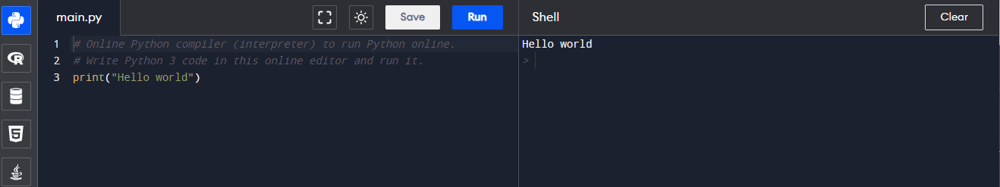 main.py Save Run Shell Clear
1 # Online Python compiler (interpreter) to run Python online.
2 # Write Python 3 code in this online editor and run it.
3 print("Hello world")
Hello world
>